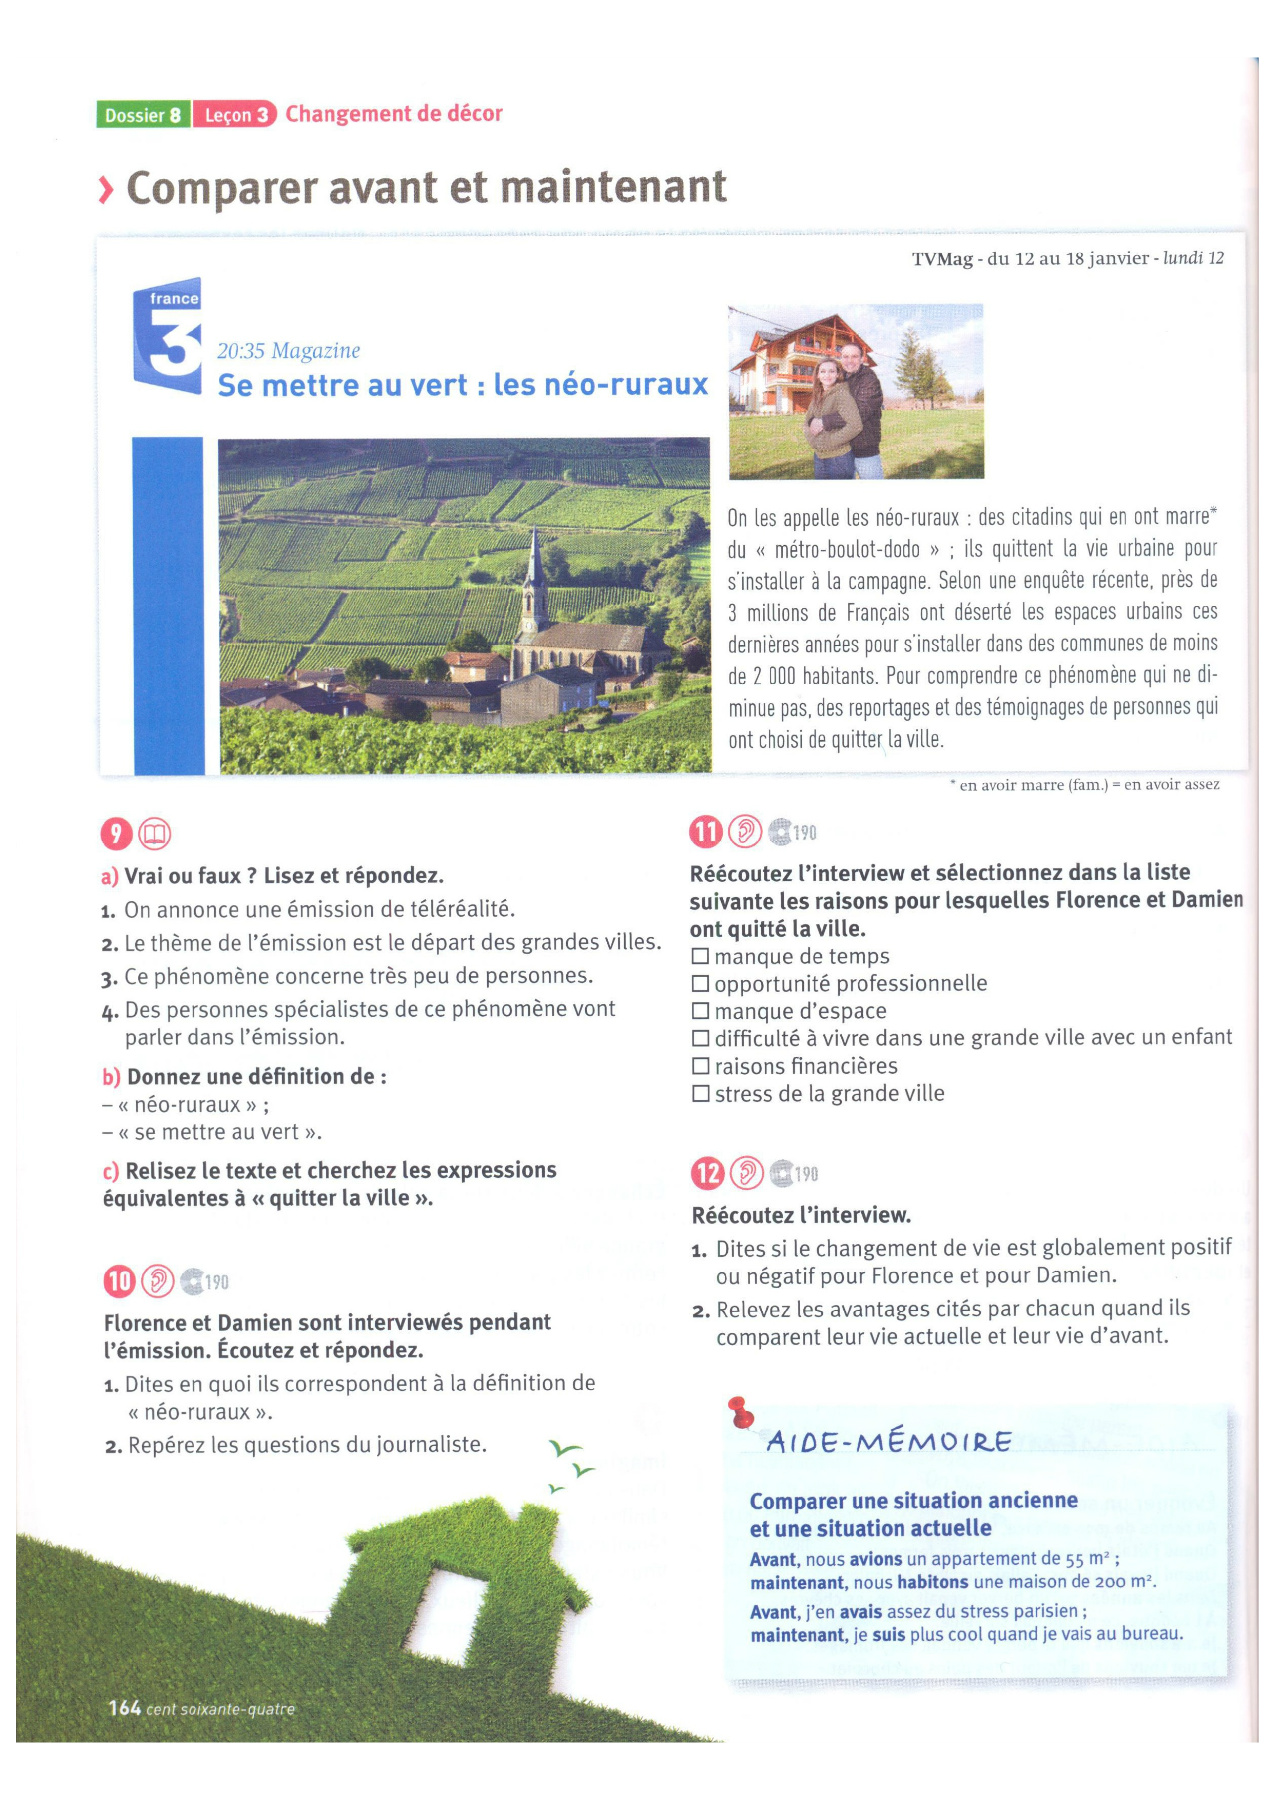 Dossier 8 Leçon 3 Changement de décor
› Comparer avant et maintenant
TVMag - du 12 au 18 janvier - lundi 12
france
3
20:35 Magazine
Se mettre au vert : les néo-ruraux
On les appelle les néo-ruraux : des citadins qui en ont marre*
du « métro-boulot-dodo » ; ils quittent la vie urbaine pour
s'installer à la campagne. Selon une enquête récente, près de
3 millions de Français ont déserté les espaces urbains ces
dernières années pour s'installer dans des communes de moins
de 2 000 habitants. Pour comprendre ce phénomène qui ne di-
minue pas, des reportages et des témoignages de personnes qui
ont choisi de quitter la ville.
* en avoir marre (fam.) = en avoir assez
9
a) Vrai ou faux ? Lisez et répondez.
1. On annonce une émission de téléréalité.
2. Le thème de l'émission est le départ des grandes villes.
3. Ce phénomène concerne très peu de personnes.
4. Des personnes spécialistes de ce phénomène vont
parler dans l'émission.
b) Donnez une définition de :
– « néo-ruraux » ;
– « se mettre au vert ».
c) Relisez le texte et cherchez les expressions
équivalentes à « quitter la ville ».
10 190
Florence et Damien sont interviewés pendant
l'émission. Écoutez et répondez.
1. Dites en quoi ils correspondent à la définition de
« néo-ruraux ».
2. Repérez les questions du journaliste.
11 190
Réécoutez l'interview et sélectionnez dans la liste
suivante les raisons pour lesquelles Florence et Damien
ont quitté la ville.
☐ manque de temps
☐ opportunité professionnelle
☐ manque d'espace
☐ difficulté à vivre dans une grande ville avec un enfant
☐ raisons financières
☐ stress de la grande ville
12 190
Réécoutez l'interview.
1. Dites si le changement de vie est globalement positif
ou négatif pour Florence et pour Damien.
2. Relevez les avantages cités par chacun quand ils
comparent leur vie actuelle et leur vie d'avant.
AIDE-MÉMOIRE
Comparer une situation ancienne
et une situation actuelle
Avant, nous avions un appartement de 55 m² ;
maintenant, nous habitons une maison de 200 m².
Avant, j'en avais assez du stress parisien ;
maintenant, je suis plus cool quand je vais au bureau.
164 cent soixante-quatre